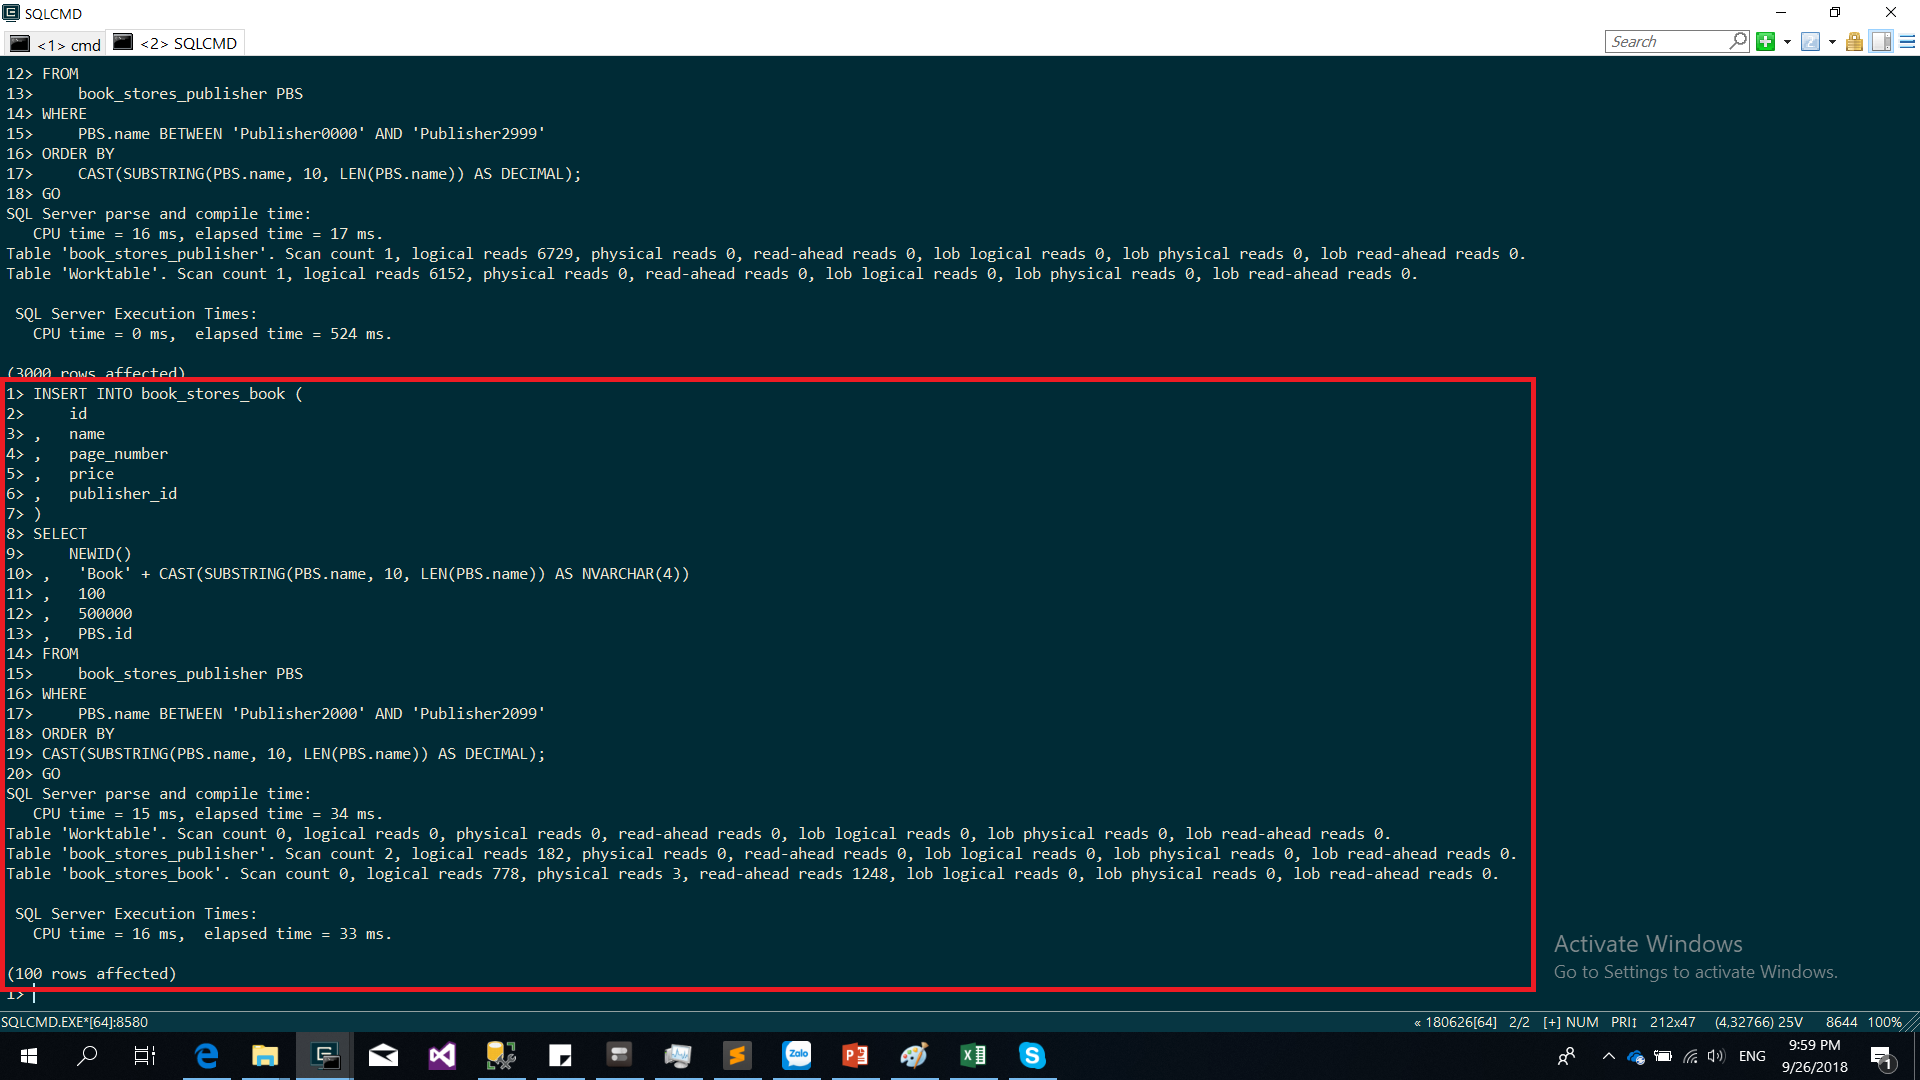 SQLCMD
<1> cmd
<2> SQLCMD
Search
12> FROM
13>     book_stores_publisher PBS
14> WHERE
15>     PBS.name BETWEEN 'Publisher0000' AND 'Publisher2999'
16> ORDER BY
17>     CAST(SUBSTRING(PBS.name, 10, LEN(PBS.name)) AS DECIMAL);
18> GO
SQL Server parse and compile time:
   CPU time = 16 ms, elapsed time = 17 ms.
Table 'book_stores_publisher'. Scan count 1, logical reads 6729, physical reads 0, read-ahead reads 0, lob logical reads 0, lob physical reads 0, lob read-ahead reads 0.
Table 'Worktable'. Scan count 1, logical reads 6152, physical reads 0, read-ahead reads 0, lob logical reads 0, lob physical reads 0, lob read-ahead reads 0.
 SQL Server Execution Times:
   CPU time = 0 ms,  elapsed time = 524 ms.
(3000 rows affected)
1> INSERT INTO book_stores_book (
2>     id
3> ,   name
4> ,   page_number
5> ,   price
6> ,   publisher_id
7> )
8> SELECT
9>     NEWID()
10> ,   'Book' + CAST(SUBSTRING(PBS.name, 10, LEN(PBS.name)) AS NVARCHAR(4))
11> ,   100
12> ,   500000
13> ,   PBS.id
14> FROM
15>     book_stores_publisher PBS
16> WHERE
17>     PBS.name BETWEEN 'Publisher2000' AND 'Publisher2099'
18> ORDER BY
19> CAST(SUBSTRING(PBS.name, 10, LEN(PBS.name)) AS DECIMAL);
20> GO
SQL Server parse and compile time:
   CPU time = 15 ms, elapsed time = 34 ms.
Table 'Worktable'. Scan count 0, logical reads 0, physical reads 0, read-ahead reads 0, lob logical reads 0, lob physical reads 0, lob read-ahead reads 0.
Table 'book_stores_publisher'. Scan count 2, logical reads 182, physical reads 0, read-ahead reads 0, lob logical reads 0, lob physical reads 0, lob read-ahead reads 0.
Table 'book_stores_book'. Scan count 0, logical reads 778, physical reads 3, read-ahead reads 1248, lob logical reads 0, lob physical reads 0, lob read-ahead reads 0.
 SQL Server Execution Times:
   CPU time = 16 ms,  elapsed time = 33 ms.
(100 rows affected)
1>
Activate Windows
Go to Settings to activate Windows.
SQLCMD.EXE*[64]:8580
« 180626[64] 2/2 [+] NUM PRI↕ 212x47 (4,32766) 25V 8644 100%
Zalo
ENG
9:59 PM
9/26/2018
1